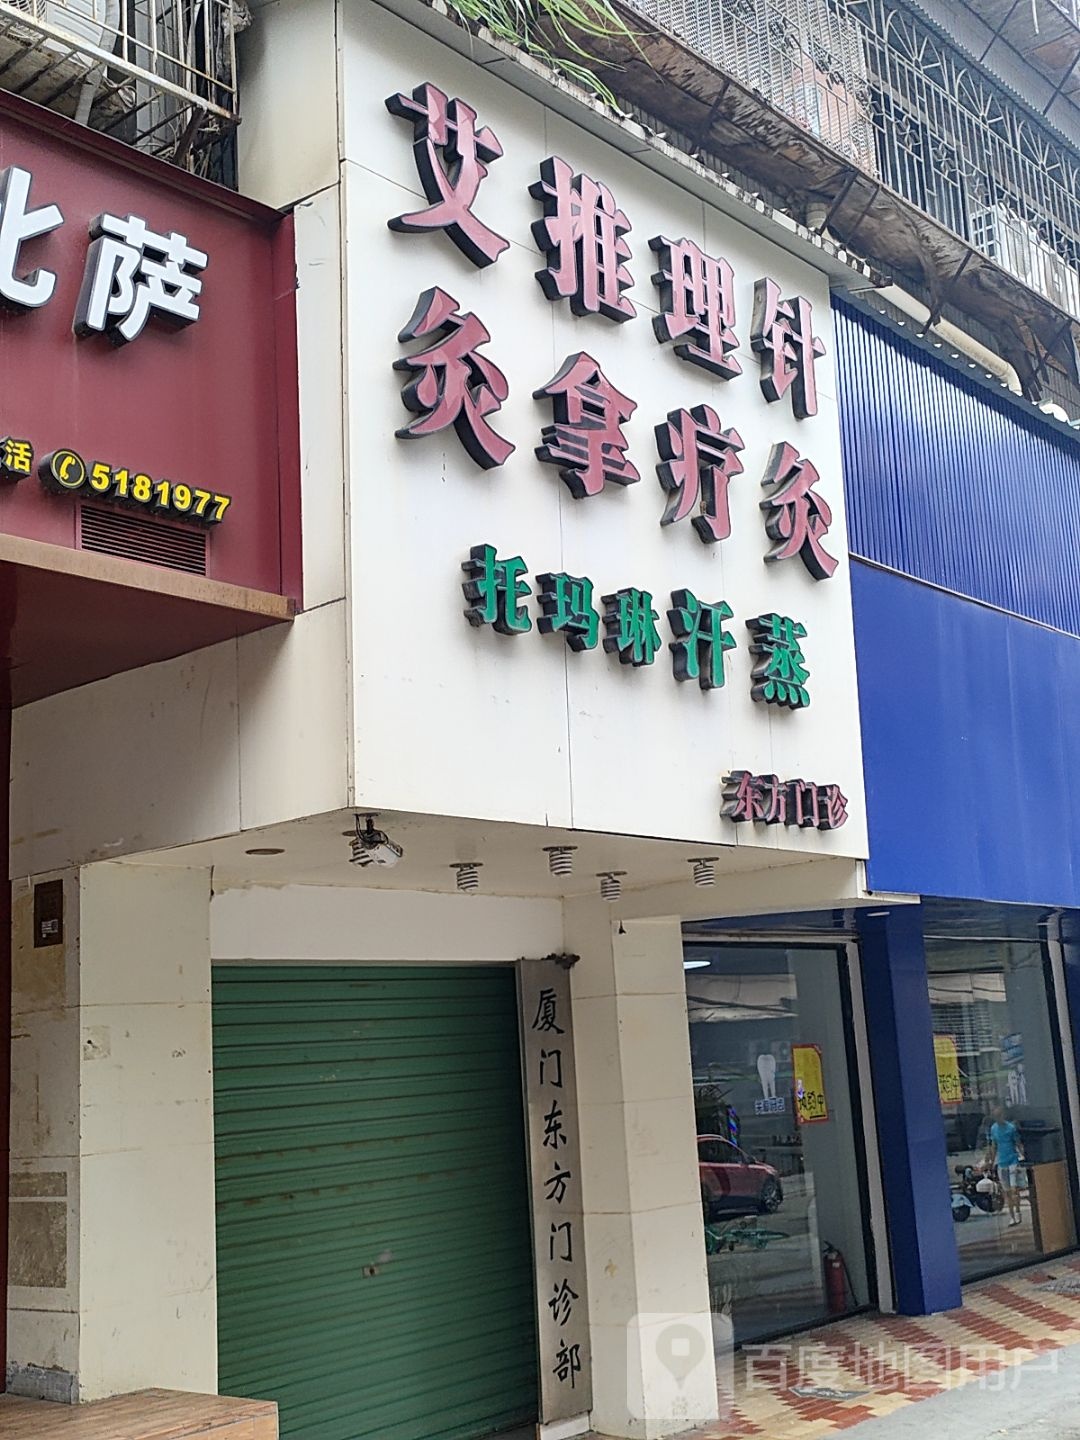 艾推理针
灸拿疗灸
托玛琳汗蒸
东方门诊
萨
活 5181977
厦门东方门诊部
百度地图用户